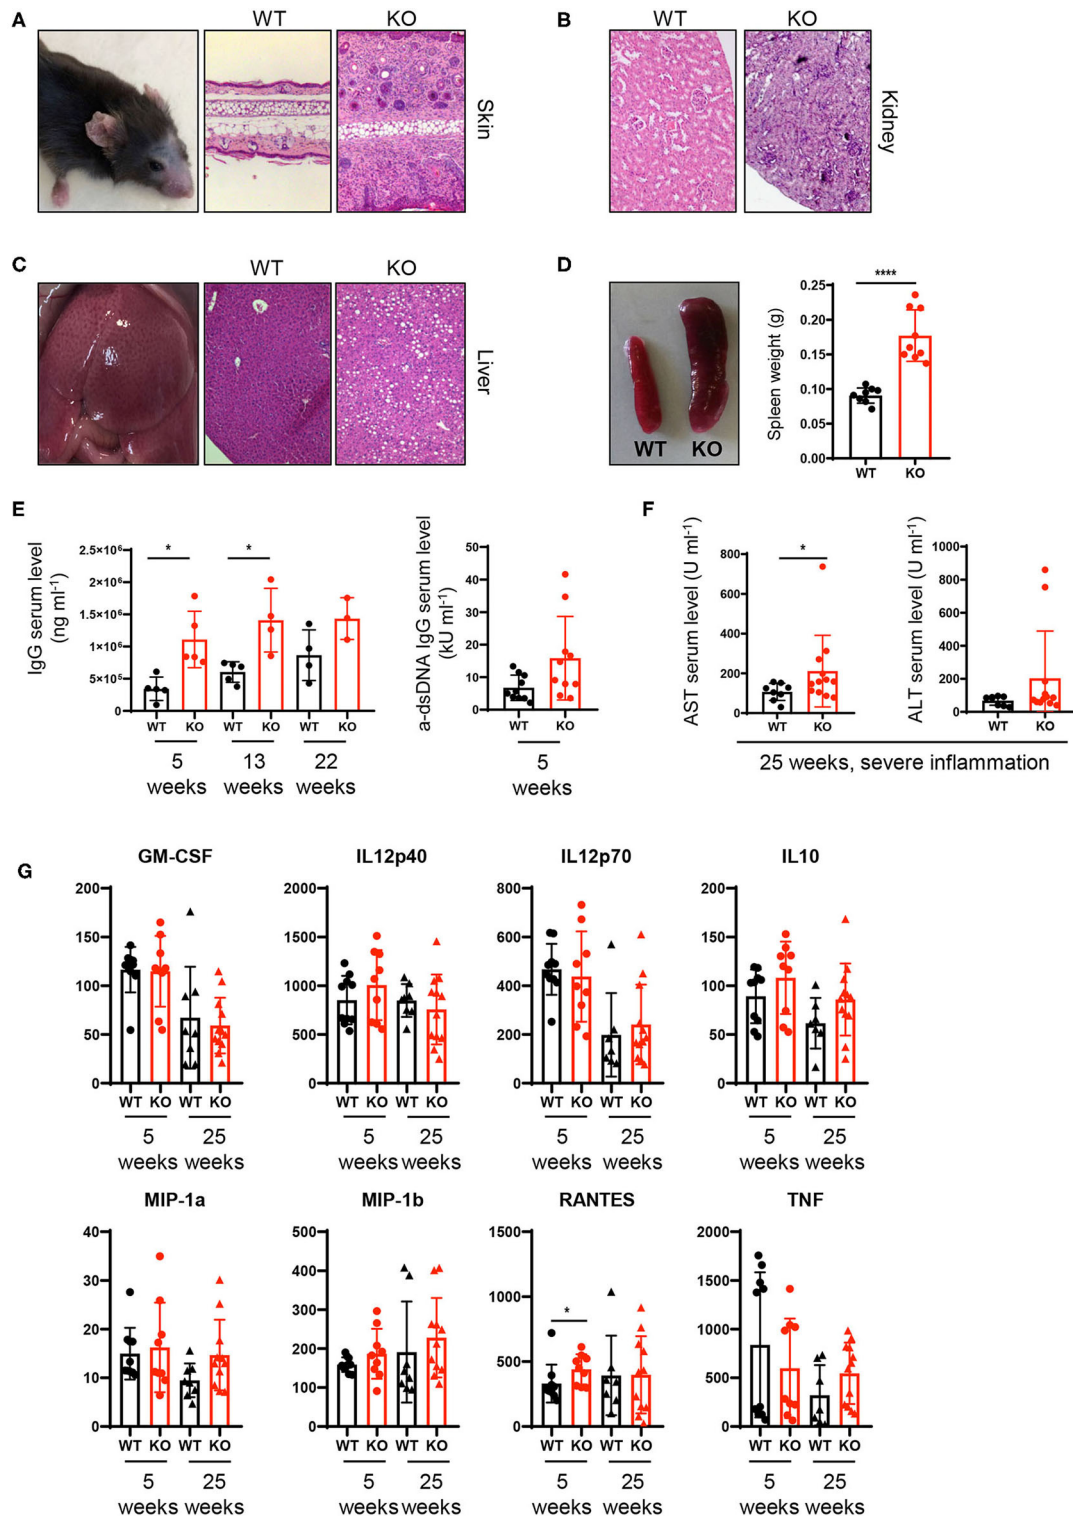 A
WT
KO
Skin
B
WT
KO
Kidney
C
WT
KO
Liver
D
WT
KO
****
Spleen weight (g)
0.25
0.20
0.15
0.10
0.05
0.00
WT
KO
E
IgG serum level
(ng ml-1)
2.5×10⁶
2×10⁶
1.5×10⁶
1×10⁶
5×10⁵
0
*
*
WT
KO
WT
KO
WT
KO
5
weeks
13
weeks
22
weeks
a-dsDNA IgG serum level
(kU ml-1)
50
40
30
20
10
0
WT
KO
5
weeks
F
AST serum level (U ml-1)
800
600
400
200
0
*
WT
KO
ALT serum level (U ml-1)
1000
800
600
400
200
0
WT
KO
25 weeks, severe inflammation
G
GM-CSF
200
150
100
50
0
WT KO WT KO
5 25
weeks weeks
IL12p40
2000
1500
1000
500
0
WT KO WT KO
5 25
weeks weeks
IL12p70
800
600
400
200
0
WT KO WT KO
5 25
weeks weeks
IL10
200
150
100
50
0
WT KO WT KO
5 25
weeks weeks
MIP-1a
40
30
20
10
0
WT KO WT KO
5 25
weeks weeks
MIP-1b
500
400
300
200
100
0
WT KO WT KO
5 25
weeks weeks
RANTES
1500
1000
500
0
*
WT KO WT KO
5 25
weeks weeks
TNF
2000
1500
1000
500
0
WT KO WT KO
5 25
weeks weeks